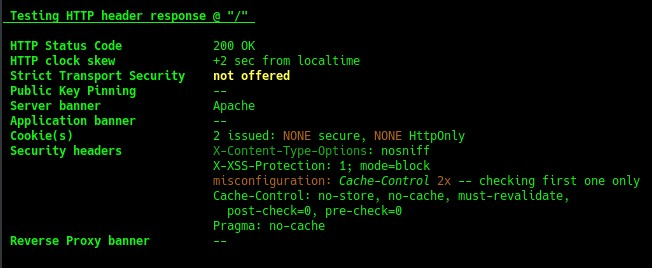 Testing HTTP header response @ "/"
HTTP Status Code 200 OK
HTTP clock skew +2 sec from localtime
Strict Transport Security not offered
Public Key Pinning --
Server banner Apache
Application banner --
Cookie(s) 2 issued: NONE secure, NONE HttpOnly
Security headers X-Content-Type-Options: nosniff
X-XSS-Protection: 1; mode=block
misconfiguration: Cache-Control 2x -- checking first one only
Cache-Control: no-store, no-cache, must-revalidate,
post-check=0, pre-check=0
Pragma: no-cache
Reverse Proxy banner --